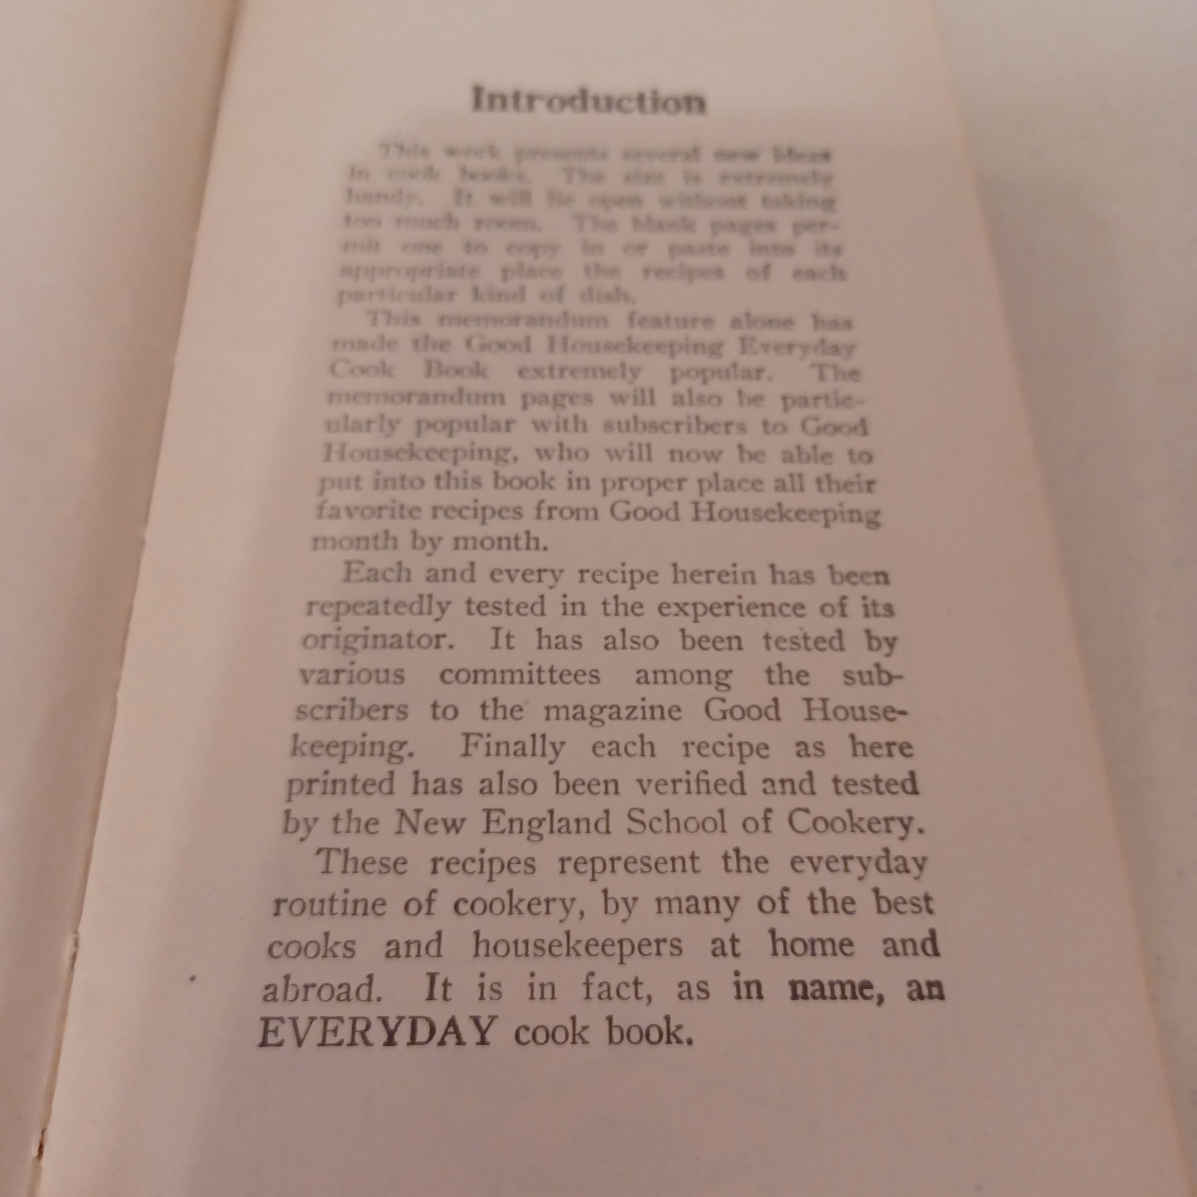 Introduction
This work presents several new ideas
in cook books. The size is extremely
handy. It will lie open without taking
too much room. The blank pages per-
mit one to copy in or paste into its
appropriate place the recipes of each
particular kind of dish.
This memorandum feature alone has
made the Good Housekeeping Everyday
Cook Book extremely popular. The
memorandum pages will also be partic-
ularly popular with subscribers to Good
Housekeeping, who will now be able to
put into this book in proper place all their
favorite recipes from Good Housekeeping
month by month.
Each and every recipe herein has been
repeatedly tested in the experience of its
originator. It has also been tested by
various committees among the sub-
scribers to the magazine Good House-
keeping. Finally each recipe as here
printed has also been verified and tested
by the New England School of Cookery.
These recipes represent the everyday
routine of cookery, by many of the best
cooks and housekeepers at home and
abroad. It is in fact, as in name, an
EVERYDAY cook book.